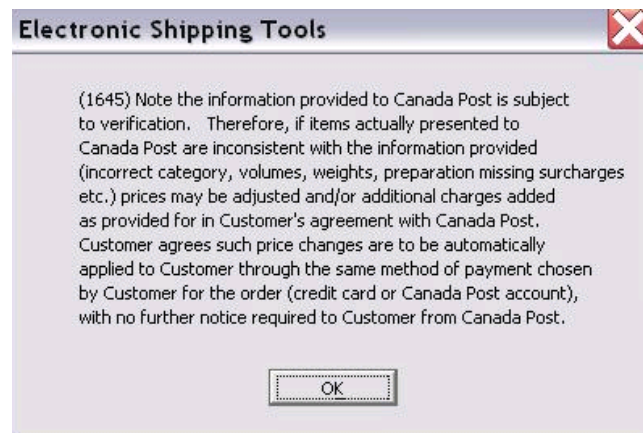 Electronic Shipping Tools
(1645) Note the information provided to Canada Post is subject
to verification.   Therefore, if items actually presented to
Canada Post are inconsistent with the information provided
(incorrect category, volumes, weights, preparation missing surcharges
etc.) prices may be adjusted and/or additional charges added
as provided for in Customer's agreement with Canada Post.
Customer agrees such price changes are to be automatically
applied to Customer through the same method of payment chosen
by Customer for the order (credit card or Canada Post account),
with no further notice required to Customer from Canada Post.
OK